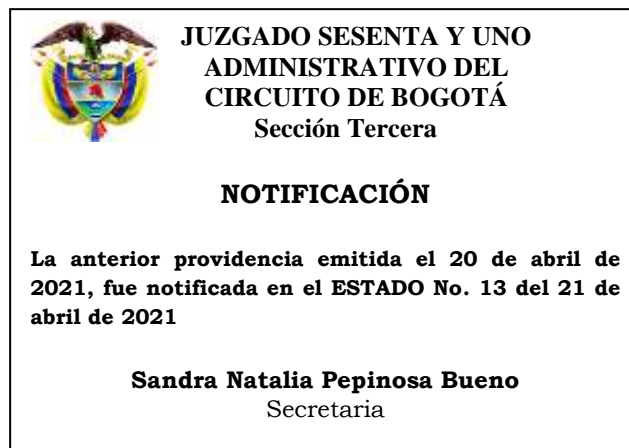 JUZGADO SESENTA Y UNO
ADMINISTRATIVO DEL
CIRCUITO DE BOGOTÁ
Sección Tercera
NOTIFICACIÓN
La anterior providencia emitida el 20 de abril de
2021, fue notificada en el ESTADO No. 13 del 21 de
abril de 2021
Sandra Natalia Pepinosa Bueno
Secretaria